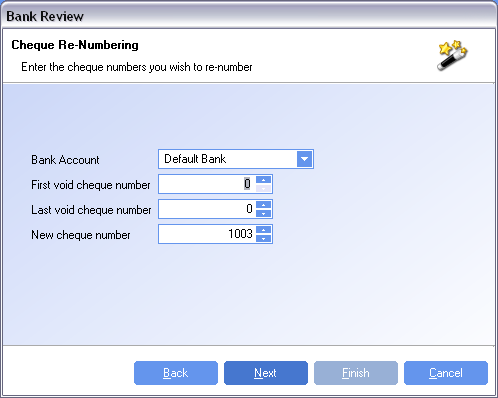 Bank Review
Cheque Re-Numbering
Enter the cheque numbers you wish to re-number
Bank Account Default Bank
First void cheque number 0
Last void cheque number 0
New cheque number 1003
Back Next Finish Cancel